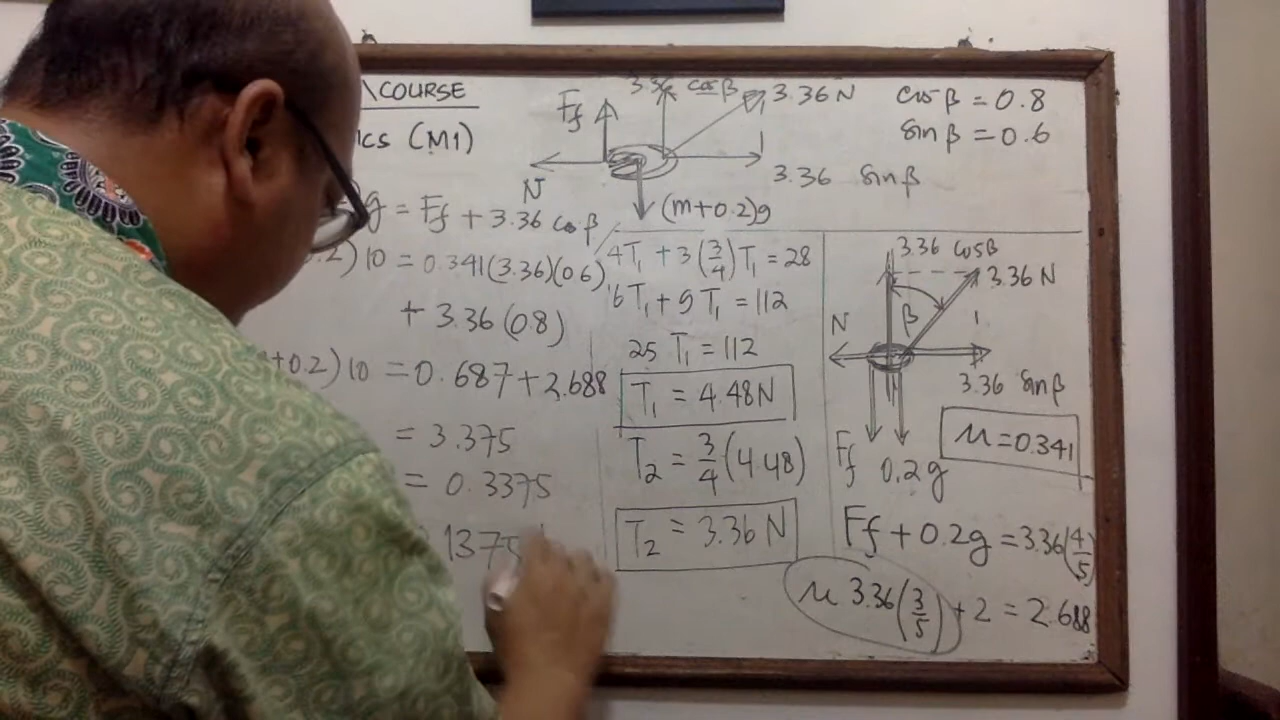 COURSE
ics (M1)
g = Ff + 3.36 cos β
.2)10 = 0.341(3.36)(0.6)
+ 3.36(0.8)
+0.2)10 = 0.687+2.688
= 3.375
= 0.3375
1375
Ff
3.36 cos β
3.36 N
N
3.36 sin β
(m+0.2)g
cos β = 0.8
sin β = 0.6
4T₁ + 3(3/4)T₁ = 28
16T₁ + 9T₁ = 112
25 T₁ = 112
T₁ = 4.48N
T₂ = 3/4(4.48)
T₂ = 3.36 N
3.36 cosβ
3.36 N
N
β
3.36 sin β
Ff
0.2g
μ=0.341
Ff + 0.2g = 3.36(4/5)
μ 3.36(3/5) + 2 = 2.688